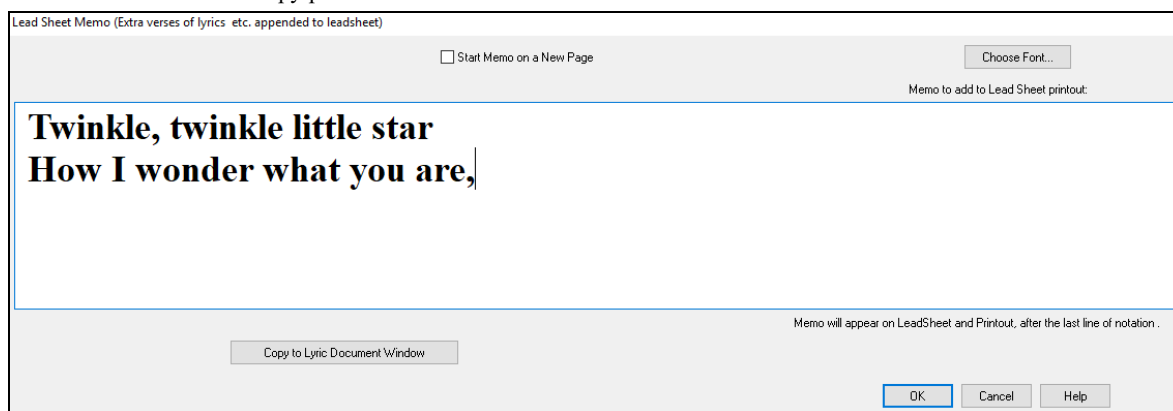 Lead Sheet Memo (Extra verses of lyrics etc. appended to leadsheet)
Start Memo on a New Page
Choose Font...
Memo to add to Lead Sheet printout:
Twinkle, twinkle little star
How I wonder what you are,
Memo will appear on LeadSheet and Printout, after the last line of notation .
Copy to Lyric Document Window
OK Cancel Help